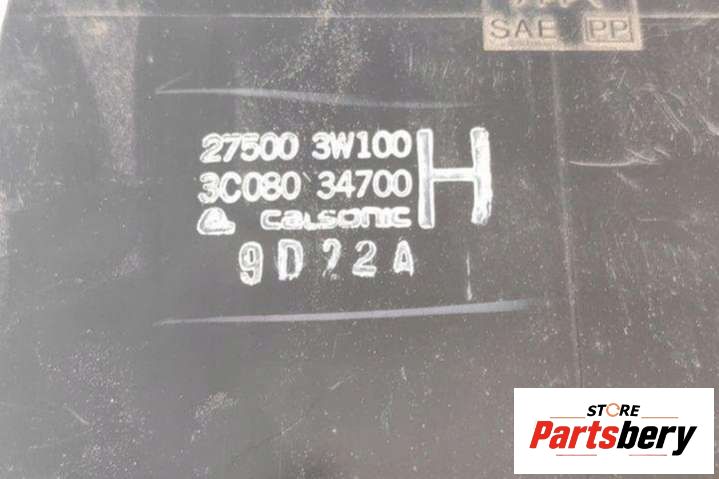 SAE PP
27500 3W100
3C080 34700 H
CALSONIC
9D22A
STORE
Partsbery